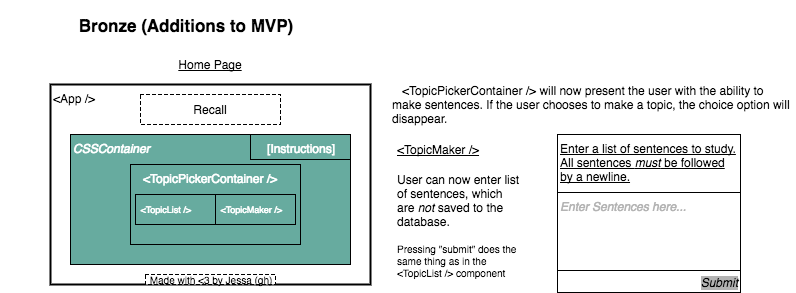 Bronze (Additions to MVP)
Home Page
<App />
Recall
CSSContainer
[Instructions]
<TopicPickerContainer />
<TopicList />
<TopicMaker />
Made with <3 by Jessa (gh)
<TopicPickerContainer /> will now present the user with the ability to
make sentences. If the user chooses to make a topic, the choice option will
disappear.
<TopicMaker />
User can now enter list
of sentences, which
are not saved to the
database.
Pressing "submit" does the
same thing as in the
<TopicList /> component
Enter a list of sentences to study.
All sentences must be followed
by a newline.
Enter Sentences here...
Submit